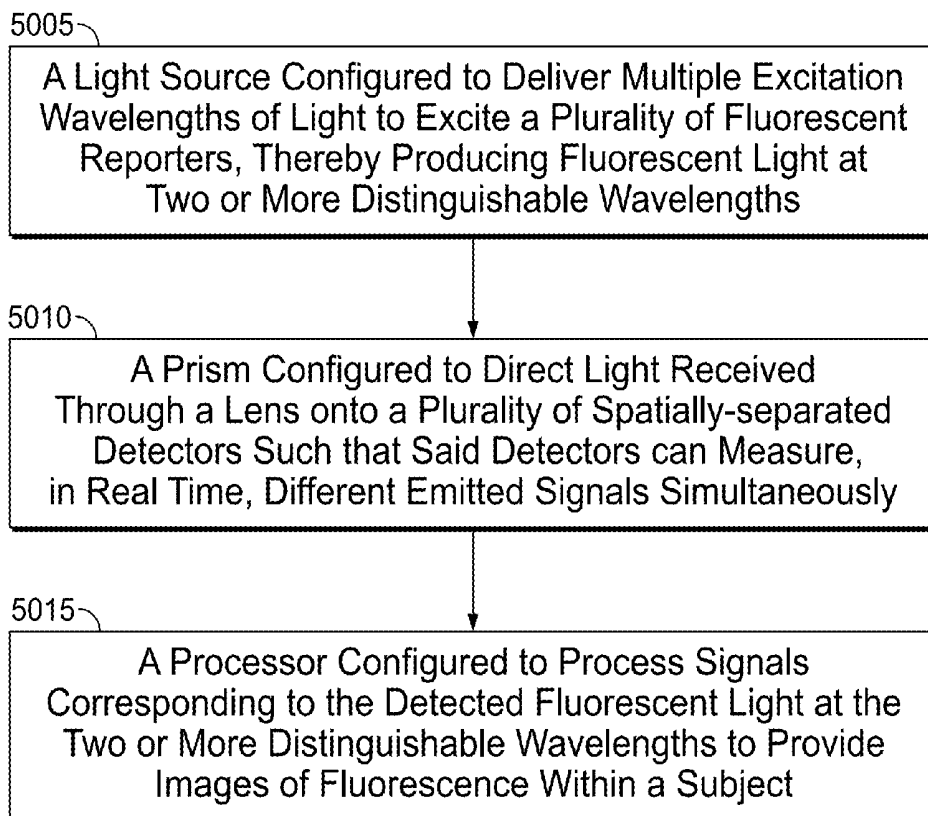 5005
A Light Source Configured to Deliver Multiple Excitation
Wavelengths of Light to Excite a Plurality of Fluorescent
Reporters, Thereby Producing Fluorescent Light at
Two or More Distinguishable Wavelengths
5010
A Prism Configured to Direct Light Received
Through a Lens onto a Plurality of Spatially-separated
Detectors Such that Said Detectors can Measure,
in Real Time, Different Emitted Signals Simultaneously
5015
A Processor Configured to Process Signals
Corresponding to the Detected Fluorescent Light at the
Two or More Distinguishable Wavelengths to Provide
Images of Fluorescence Within a Subject